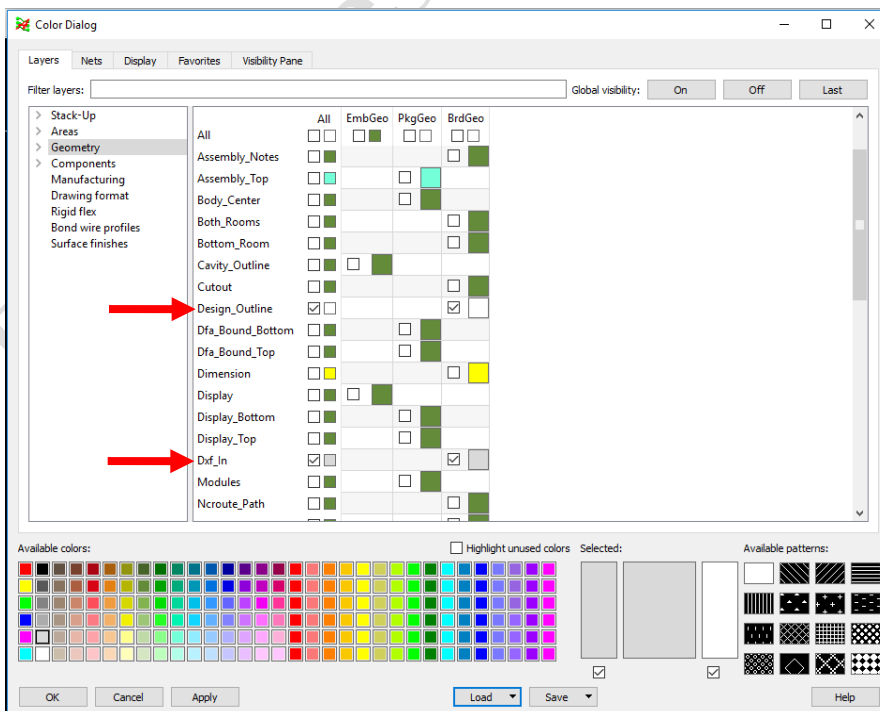 Color Dialog
Layers Nets Display Favorites Visibility Pane
Filter layers: Global visibility: On Off Last
Stack-Up
Areas
Geometry
Components
Manufacturing
Drawing format
Rigid flex
Bond wire profiles
Surface finishes
All EmbGeo PkgGeo BrdGeo
All
Assembly_Notes
Assembly_Top
Body_Center
Both_Rooms
Bottom_Room
Cavity_Outline
Cutout
Design_Outline
Dfa_Bound_Bottom
Dfa_Bound_Top
Dimension
Display
Display_Bottom
Display_Top
Dxf_In
Modules
Ncroute_Path
Available colors: Highlight unused colors Selected: Available patterns:
OK Cancel Apply Load Save Help